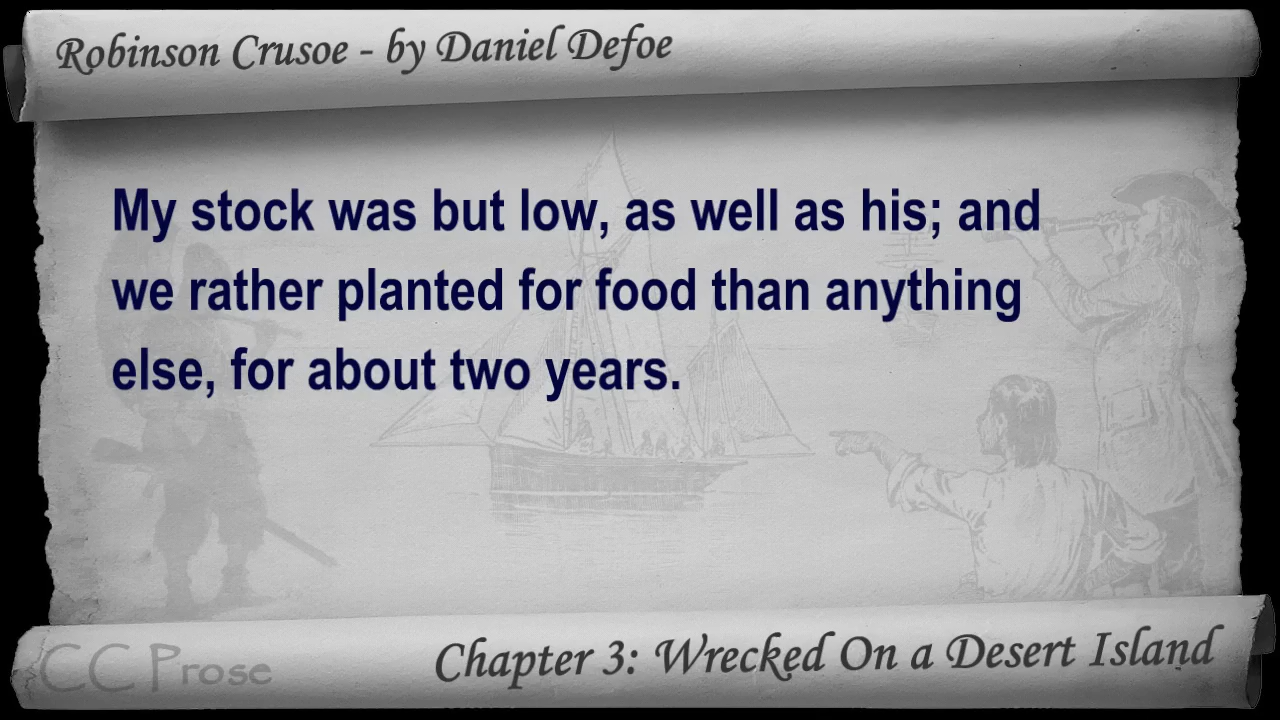 Robinson Crusoe - by Daniel Defoe
My stock was but low, as well as his; and
we rather planted for food than anything
else, for about two years.
CC Prose
Chapter 3: Wrecked On a Desert Island